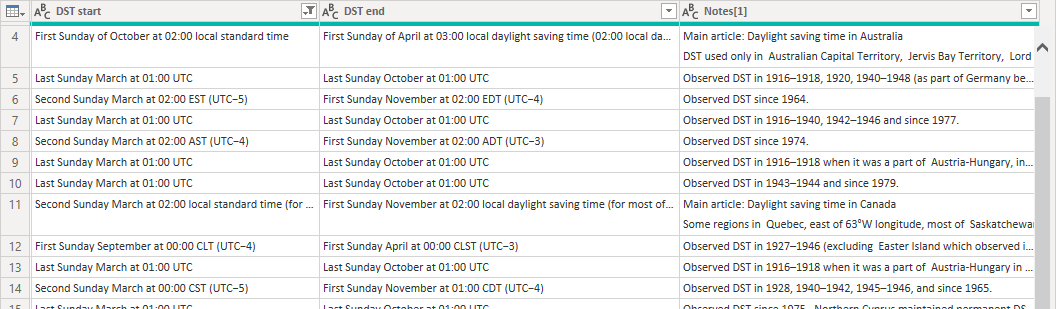 ABC DST start ABC DST end ABC Notes[1]
4 First Sunday of October at 02:00 local standard time First Sunday of April at 03:00 local daylight saving time (02:00 local da... Main article: Daylight saving time in Australia
DST used only in Australian Capital Territory, Jervis Bay Territory, Lord
5 Last Sunday March at 01:00 UTC Last Sunday October at 01:00 UTC Observed DST in 1916–1918, 1920, 1940–1948 (as part of Germany be...
6 Second Sunday March at 02:00 EST (UTC−5) First Sunday November at 02:00 EDT (UTC−4) Observed DST since 1964.
7 Last Sunday March at 01:00 UTC Last Sunday October at 01:00 UTC Observed DST in 1916–1940, 1942–1946 and since 1977.
8 Second Sunday March at 02:00 AST (UTC−4) First Sunday November at 02:00 ADT (UTC−3) Observed DST since 1974.
9 Last Sunday March at 01:00 UTC Last Sunday October at 01:00 UTC Observed DST in 1916–1918 when it was a part of Austria-Hungary, in...
10 Last Sunday March at 01:00 UTC Last Sunday October at 01:00 UTC Observed DST in 1943–1944 and since 1979.
11 Second Sunday March at 02:00 local standard time (for ... First Sunday November at 02:00 local daylight saving time (for most of... Main article: Daylight saving time in Canada
Some regions in Quebec, east of 63°W longitude, most of Saskatchewa
12 First Sunday September at 00:00 CLT (UTC−4) First Sunday April at 00:00 CLST (UTC−3) Observed DST in 1927–1946 (excluding Easter Island which observed i...
13 Last Sunday March at 01:00 UTC Last Sunday October at 01:00 UTC Observed DST in 1916–1918 when it was a part of Austria-Hungary in ...
14 Second Sunday March at 00:00 CST (UTC−5) First Sunday November at 01:00 CDT (UTC−4) Observed DST in 1928, 1940–1942, 1945–1946, and since 1965.
15 Last Sunday March at 01:00 UTC Last Sunday October at 01:00 UTC Observed DST since 1975. Northern Cyprus maintained permanent DS